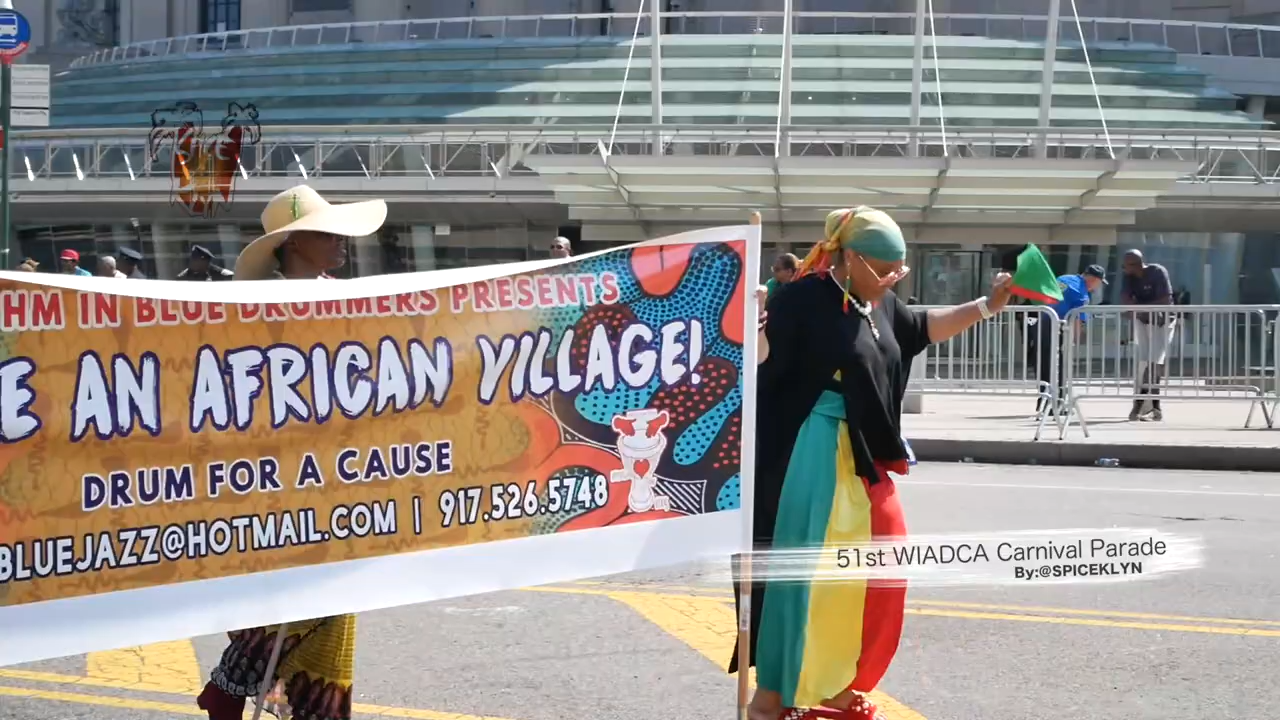 HM IN BLUE DRUMMERS PRESENTS
E AN AFRICAN VILLAGE!
DRUM FOR A CAUSE
BLUEJAZZ@HOTMAIL.COM | 917.526.5748
51st WIADCA Carnival Parade
By:@SPICEKLYN